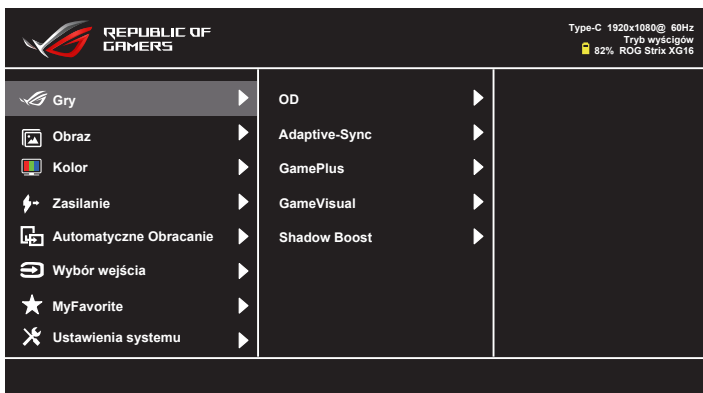 REPUBLIC OF
GAMERS
Type-C 1920x1080@ 60Hz
Tryb wyścigów
82% ROG Strix XG16
Gry
Obraz
Kolor
Zasilanie
Automatyczne Obracanie
Wybór wejścia
MyFavorite
Ustawienia systemu
OD
Adaptive-Sync
GamePlus
GameVisual
Shadow Boost